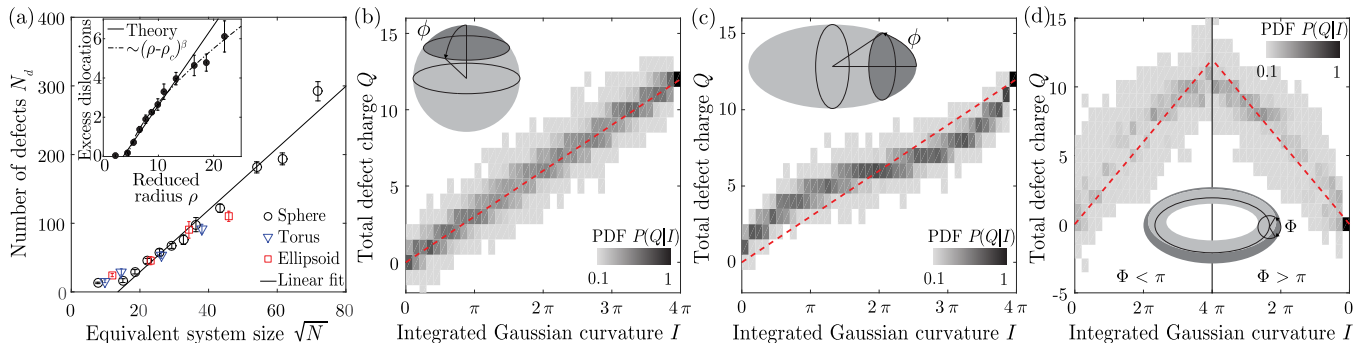 (a)
Number of defects N_d
400
300
200
100
0
0
20
40
60
80
Equivalent system size √N
Excess dislocations
6
4
2
0
0
5
10
15
20
Reduced
radius ρ
Theory
~(ρ-ρ_c)^β
Sphere
Torus
Ellipsoid
Linear fit
(b)
Total defect charge Q
15
10
5
0
0
π
2π
3π
4π
Integrated Gaussian curvature I
ϕ
PDF P(Q|I)
0.1
1
(c)
Total defect charge Q
15
10
5
0
0
π
2π
3π
4π
Integrated Gaussian curvature I
ϕ
PDF P(Q|I)
0.1
1
(d)
Total defect charge Q
15
10
5
0
-5
0
2π
4π
2π
0
Integrated Gaussian curvature I
PDF P(Q|I)
0.1
1
Φ
Φ < π
Φ > π